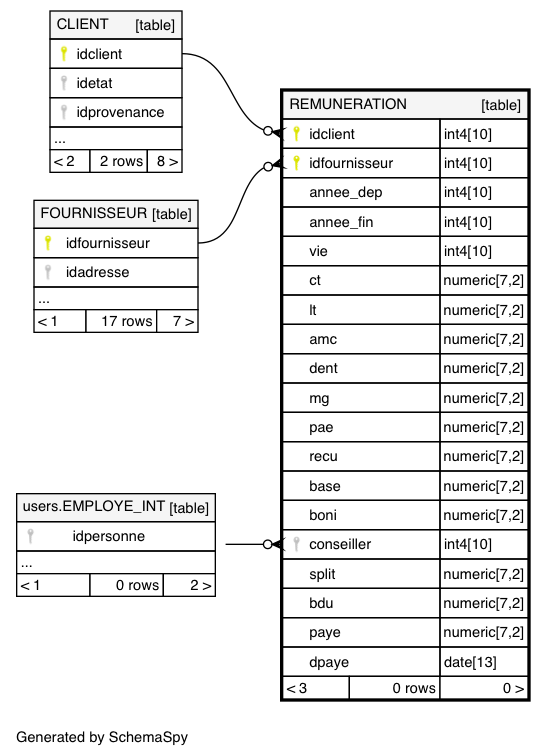 CLIENT [table]
idclient
idetat
idprovenance
...
< 2 2 rows 8 >
FOURNISSEUR [table]
idfournisseur
idadresse
...
< 1 17 rows 7 >
users.EMPLOYE_INT [table]
idpersonne
...
< 1 0 rows 2 >
REMUNERATION [table]
idclient int4[10]
idfournisseur int4[10]
annee_dep int4[10]
annee_fin int4[10]
vie int4[10]
ct numeric[7,2]
lt numeric[7,2]
amc numeric[7,2]
dent numeric[7,2]
mg numeric[7,2]
pae numeric[7,2]
recu numeric[7,2]
base numeric[7,2]
boni numeric[7,2]
conseiller int4[10]
split numeric[7,2]
bdu numeric[7,2]
paye numeric[7,2]
dpaye date[13]
< 3 0 rows 0 >
Generated by SchemaSpy